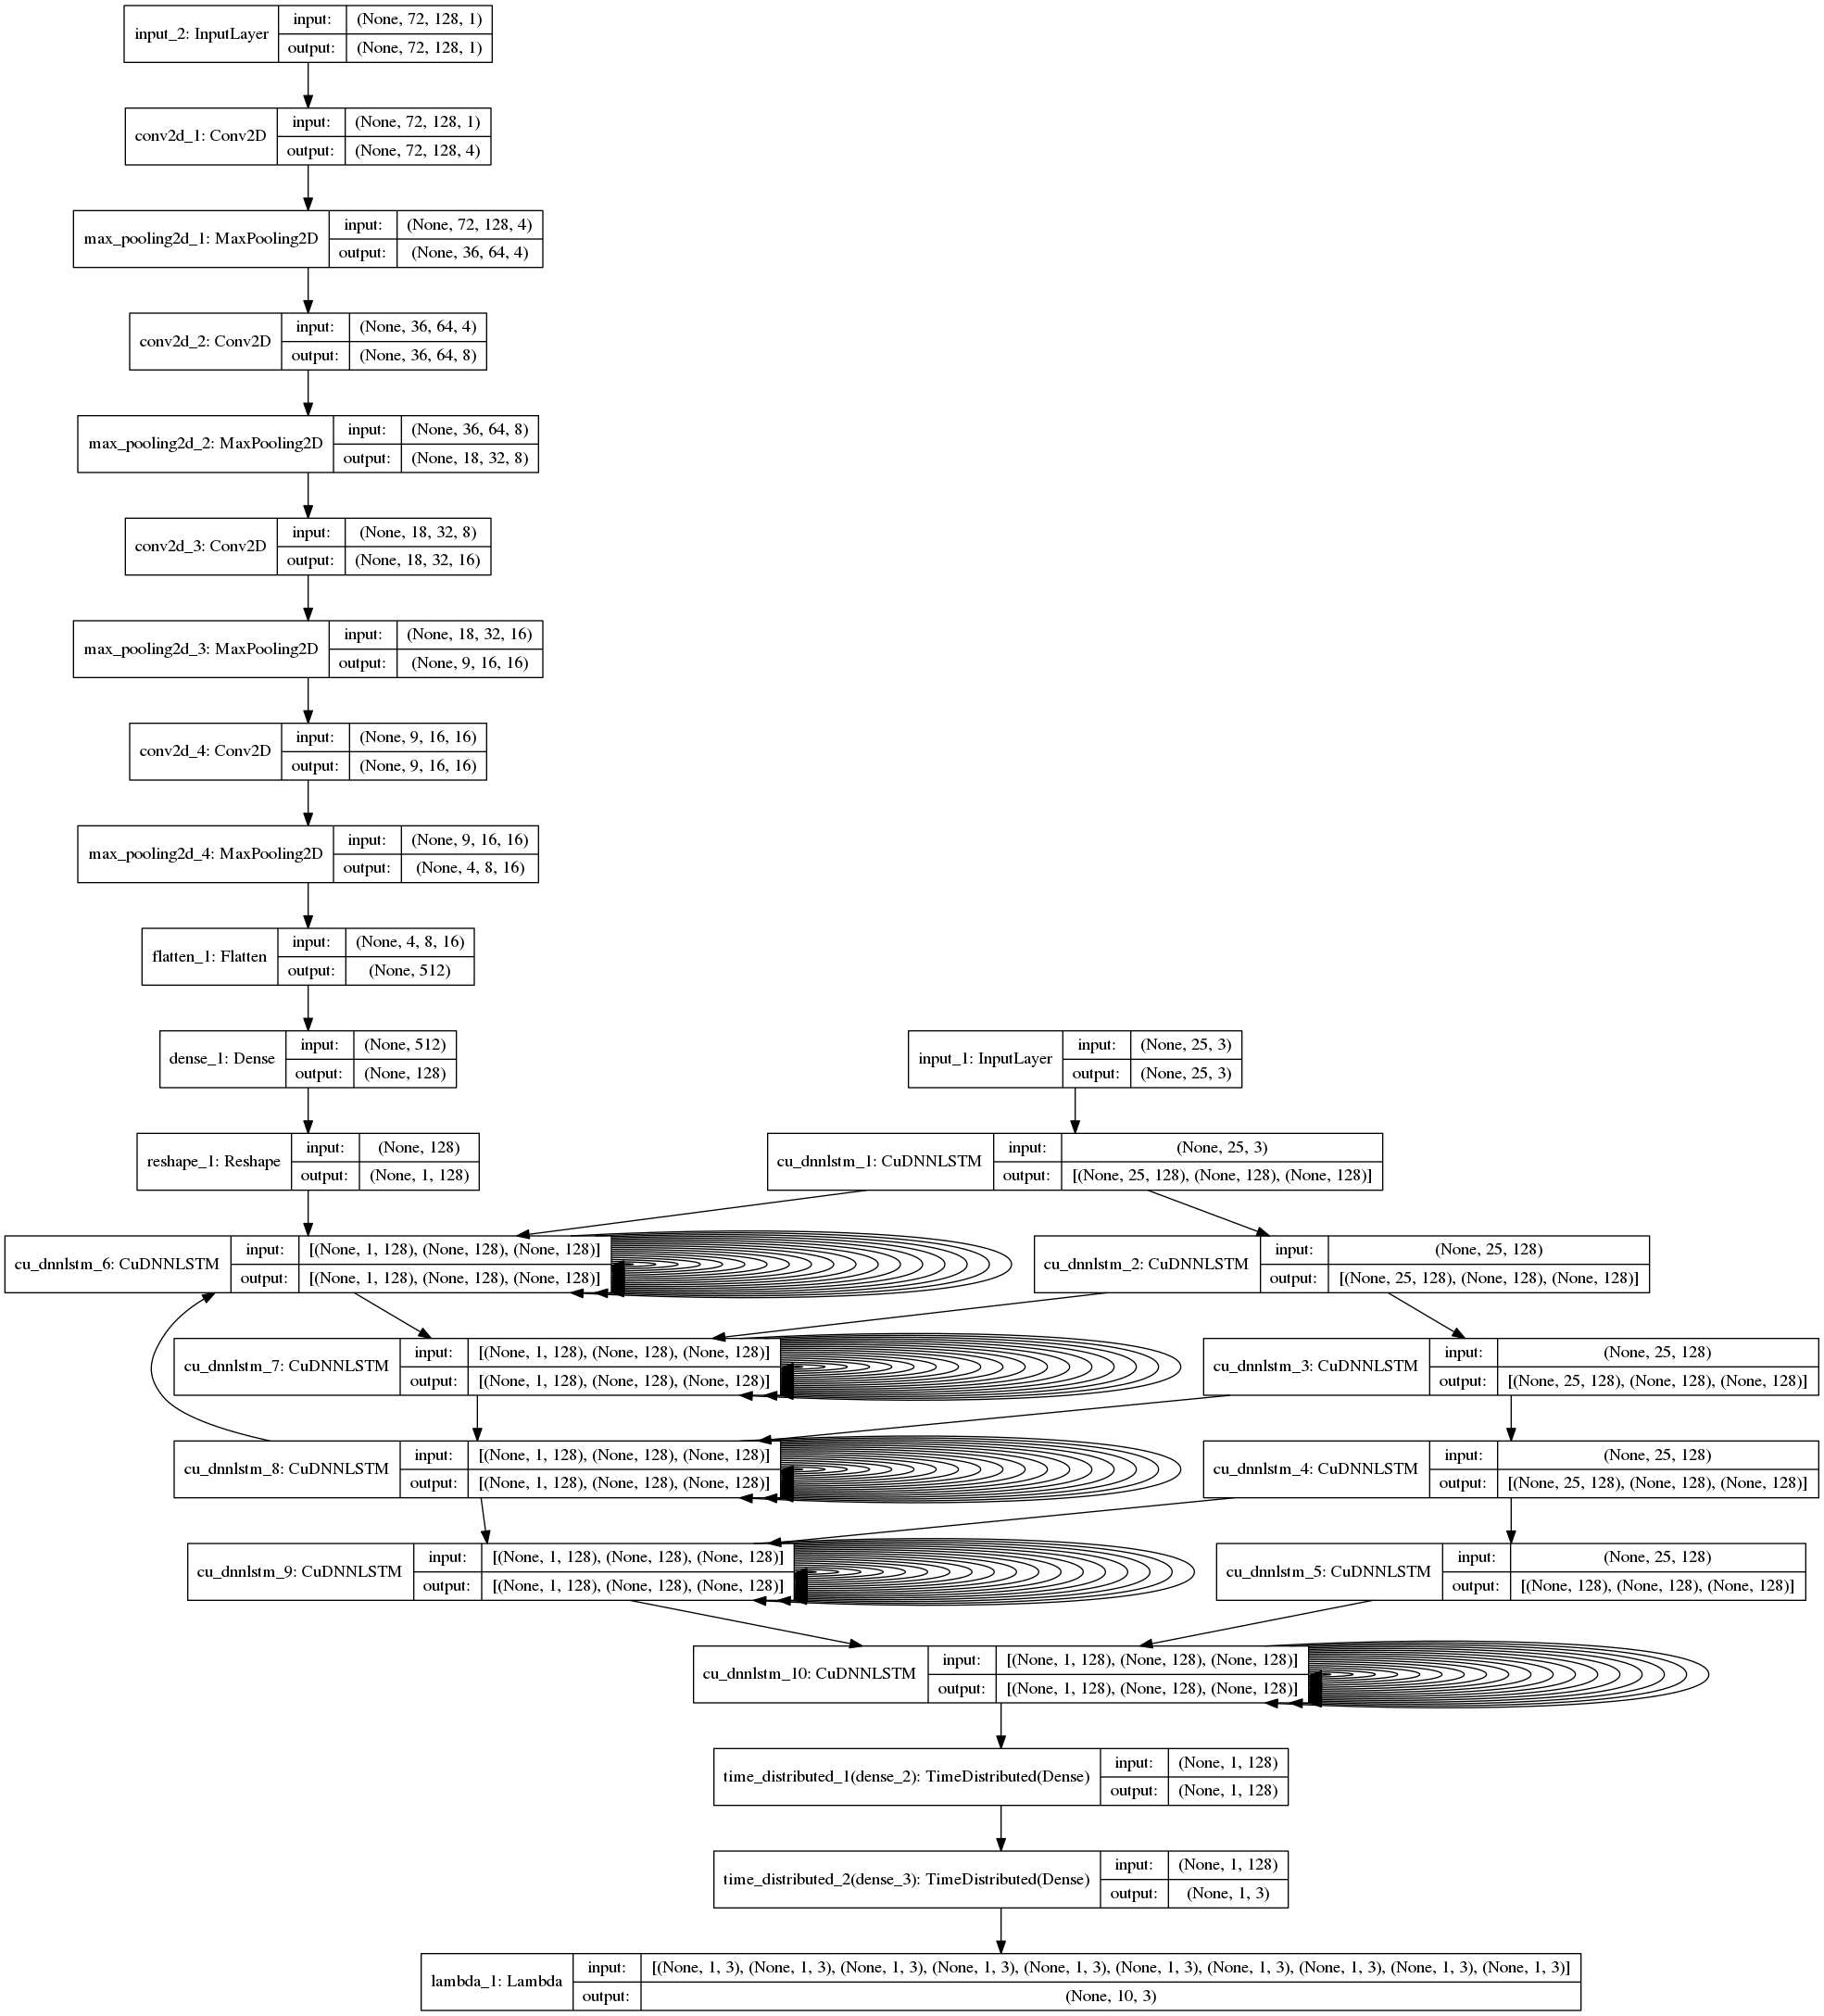 input_2: InputLayer
input: (None, 72, 128, 1)
output: (None, 72, 128, 1)
conv2d_1: Conv2D
input: (None, 72, 128, 1)
output: (None, 72, 128, 4)
max_pooling2d_1: MaxPooling2D
input: (None, 72, 128, 4)
output: (None, 36, 64, 4)
conv2d_2: Conv2D
input: (None, 36, 64, 4)
output: (None, 36, 64, 8)
max_pooling2d_2: MaxPooling2D
input: (None, 36, 64, 8)
output: (None, 18, 32, 8)
conv2d_3: Conv2D
input: (None, 18, 32, 8)
output: (None, 18, 32, 16)
max_pooling2d_3: MaxPooling2D
input: (None, 18, 32, 16)
output: (None, 9, 16, 16)
conv2d_4: Conv2D
input: (None, 9, 16, 16)
output: (None, 9, 16, 16)
max_pooling2d_4: MaxPooling2D
input: (None, 9, 16, 16)
output: (None, 4, 8, 16)
flatten_1: Flatten
input: (None, 4, 8, 16)
output: (None, 512)
dense_1: Dense
input: (None, 512)
output: (None, 128)
input_1: InputLayer
input: (None, 25, 3)
output: (None, 25, 3)
reshape_1: Reshape
input: (None, 128)
output: (None, 1, 128)
cu_dnnlstm_1: CuDNNLSTM
input: (None, 25, 3)
output: [(None, 25, 128), (None, 128), (None, 128)]
cu_dnnlstm_6: CuDNNLSTM
input: [(None, 1, 128), (None, 128), (None, 128)]
output: [(None, 1, 128), (None, 128), (None, 128)]
cu_dnnlstm_2: CuDNNLSTM
input: (None, 25, 128)
output: [(None, 25, 128), (None, 128), (None, 128)]
cu_dnnlstm_7: CuDNNLSTM
input: [(None, 1, 128), (None, 128), (None, 128)]
output: [(None, 1, 128), (None, 128), (None, 128)]
cu_dnnlstm_3: CuDNNLSTM
input: (None, 25, 128)
output: [(None, 25, 128), (None, 128), (None, 128)]
cu_dnnlstm_8: CuDNNLSTM
input: [(None, 1, 128), (None, 128), (None, 128)]
output: [(None, 1, 128), (None, 128), (None, 128)]
cu_dnnlstm_4: CuDNNLSTM
input: (None, 25, 128)
output: [(None, 25, 128), (None, 128), (None, 128)]
cu_dnnlstm_9: CuDNNLSTM
input: [(None, 1, 128), (None, 128), (None, 128)]
output: [(None, 1, 128), (None, 128), (None, 128)]
cu_dnnlstm_5: CuDNNLSTM
input: (None, 25, 128)
output: [(None, 128), (None, 128), (None, 128)]
cu_dnnlstm_10: CuDNNLSTM
input: [(None, 1, 128), (None, 128), (None, 128)]
output: [(None, 1, 128), (None, 128), (None, 128)]
time_distributed_1(dense_2): TimeDistributed(Dense)
input: (None, 1, 128)
output: (None, 1, 128)
time_distributed_2(dense_3): TimeDistributed(Dense)
input: (None, 1, 128)
output: (None, 1, 3)
lambda_1: Lambda
input: [(None, 1, 3), (None, 1, 3), (None, 1, 3), (None, 1, 3), (None, 1, 3), (None, 1, 3), (None, 1, 3), (None, 1, 3), (None, 1, 3), (None, 1, 3)]
output: (None, 10, 3)